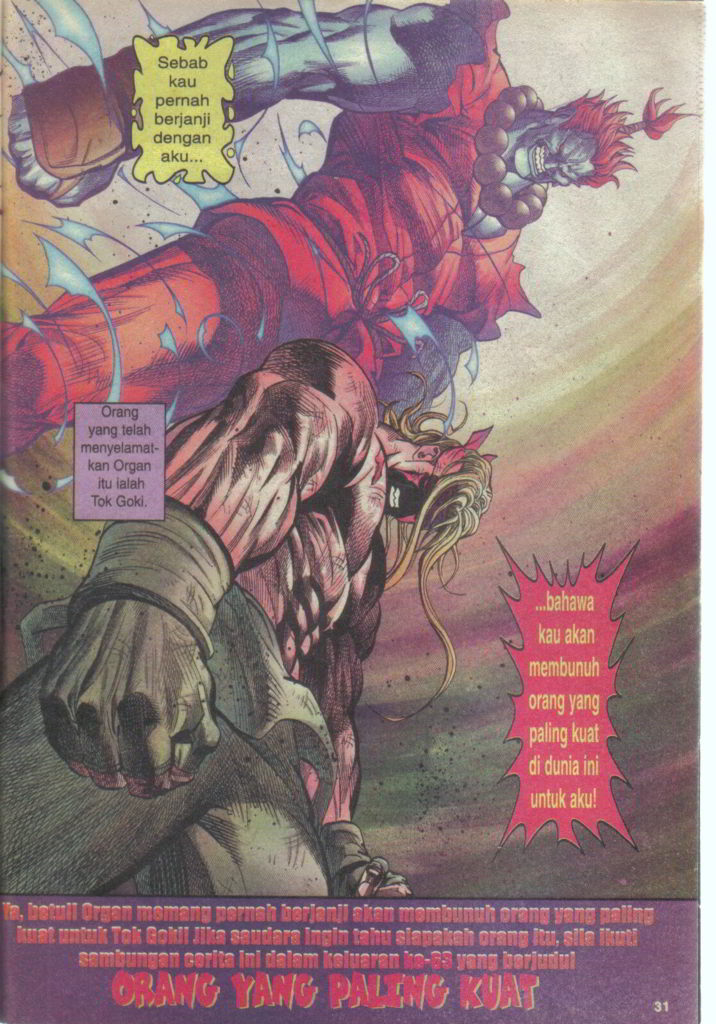 Sebab
kau
pernah
berjanji
dengan
aku...
Orang
yang telah
menyelamat-
kan Organ
itu ialah
Tok Goki.
...bahawa
kau akan
membunuh
orang yang
paling kuat
di dunia ini
untuk aku!
Ya, betul! Organ memang pernah berjanji akan membunuh orang yang paling
kuat untuk Tok Goki! Jika saudara ingin tahu siapakah orang itu, sila ikuti
sambungan cerita ini dalam keluaran ke-63 yang berjudul
ORANG YANG PALING KUAT
31